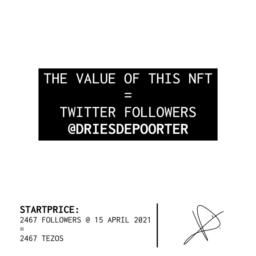 THE VALUE OF THIS NFT
=
TWITTER FOLLOWERS
@DRIESDEPOORTER
STARTPRICE:
2467 FOLLOWERS @ 15 APRIL 2021
=
2467 TEZOS